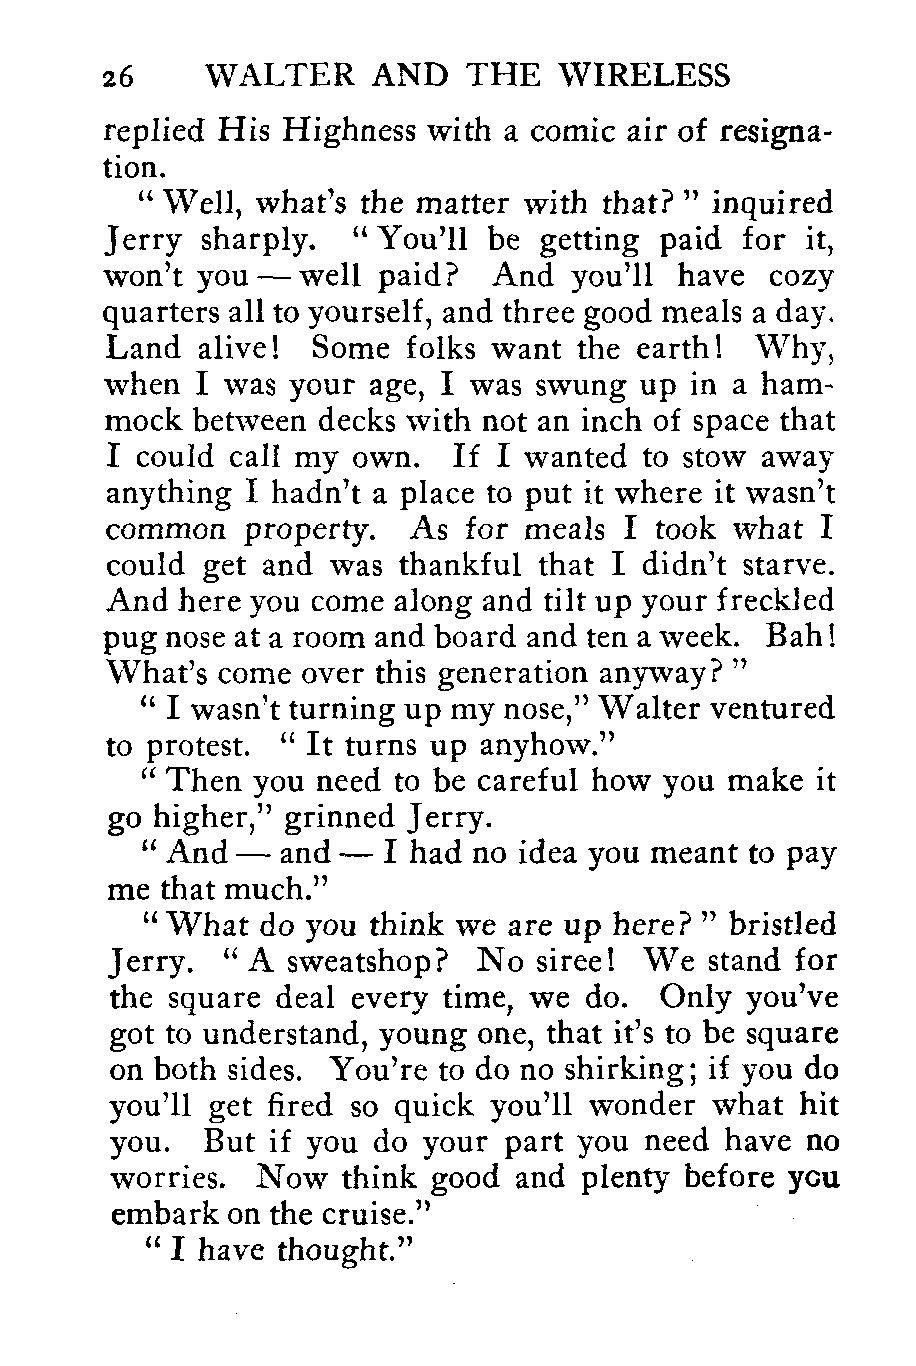 26 WALTER AND THE WIRELESS
replied His Highness with a comic air of resigna-
tion.
“ Well, what's the matter with that? ” inquired
Jerry sharply. “ You'll be getting paid for it,
won't you — well paid? And you'll have cozy
quarters all to yourself, and three good meals a day.
Land alive! Some folks want the earth! Why,
when I was your age, I was swung up in a ham-
mock between decks with not an inch of space that
I could call my own. If I wanted to stow away
anything I hadn't a place to put it where it wasn't
common property. As for meals I took what I
could get and was thankful that I didn't starve.
And here you come along and tilt up your freckled
pug nose at a room and board and ten a week. Bah!
What's come over this generation anyway? ”
“ I wasn't turning up my nose,” Walter ventured
to protest. “ It turns up anyhow.”
“ Then you need to be careful how you make it
go higher,” grinned Jerry.
“ And — and — I had no idea you meant to pay
me that much.”
“ What do you think we are up here? ” bristled
Jerry. “ A sweatshop? No siree! We stand for
the square deal every time, we do. Only you've
got to understand, young one, that it's to be square
on both sides. You're to do no shirking; if you do
you'll get fired so quick you'll wonder what hit
you. But if you do your part you need have no
worries. Now think good and plenty before you
embark on the cruise.”
“ I have thought.”